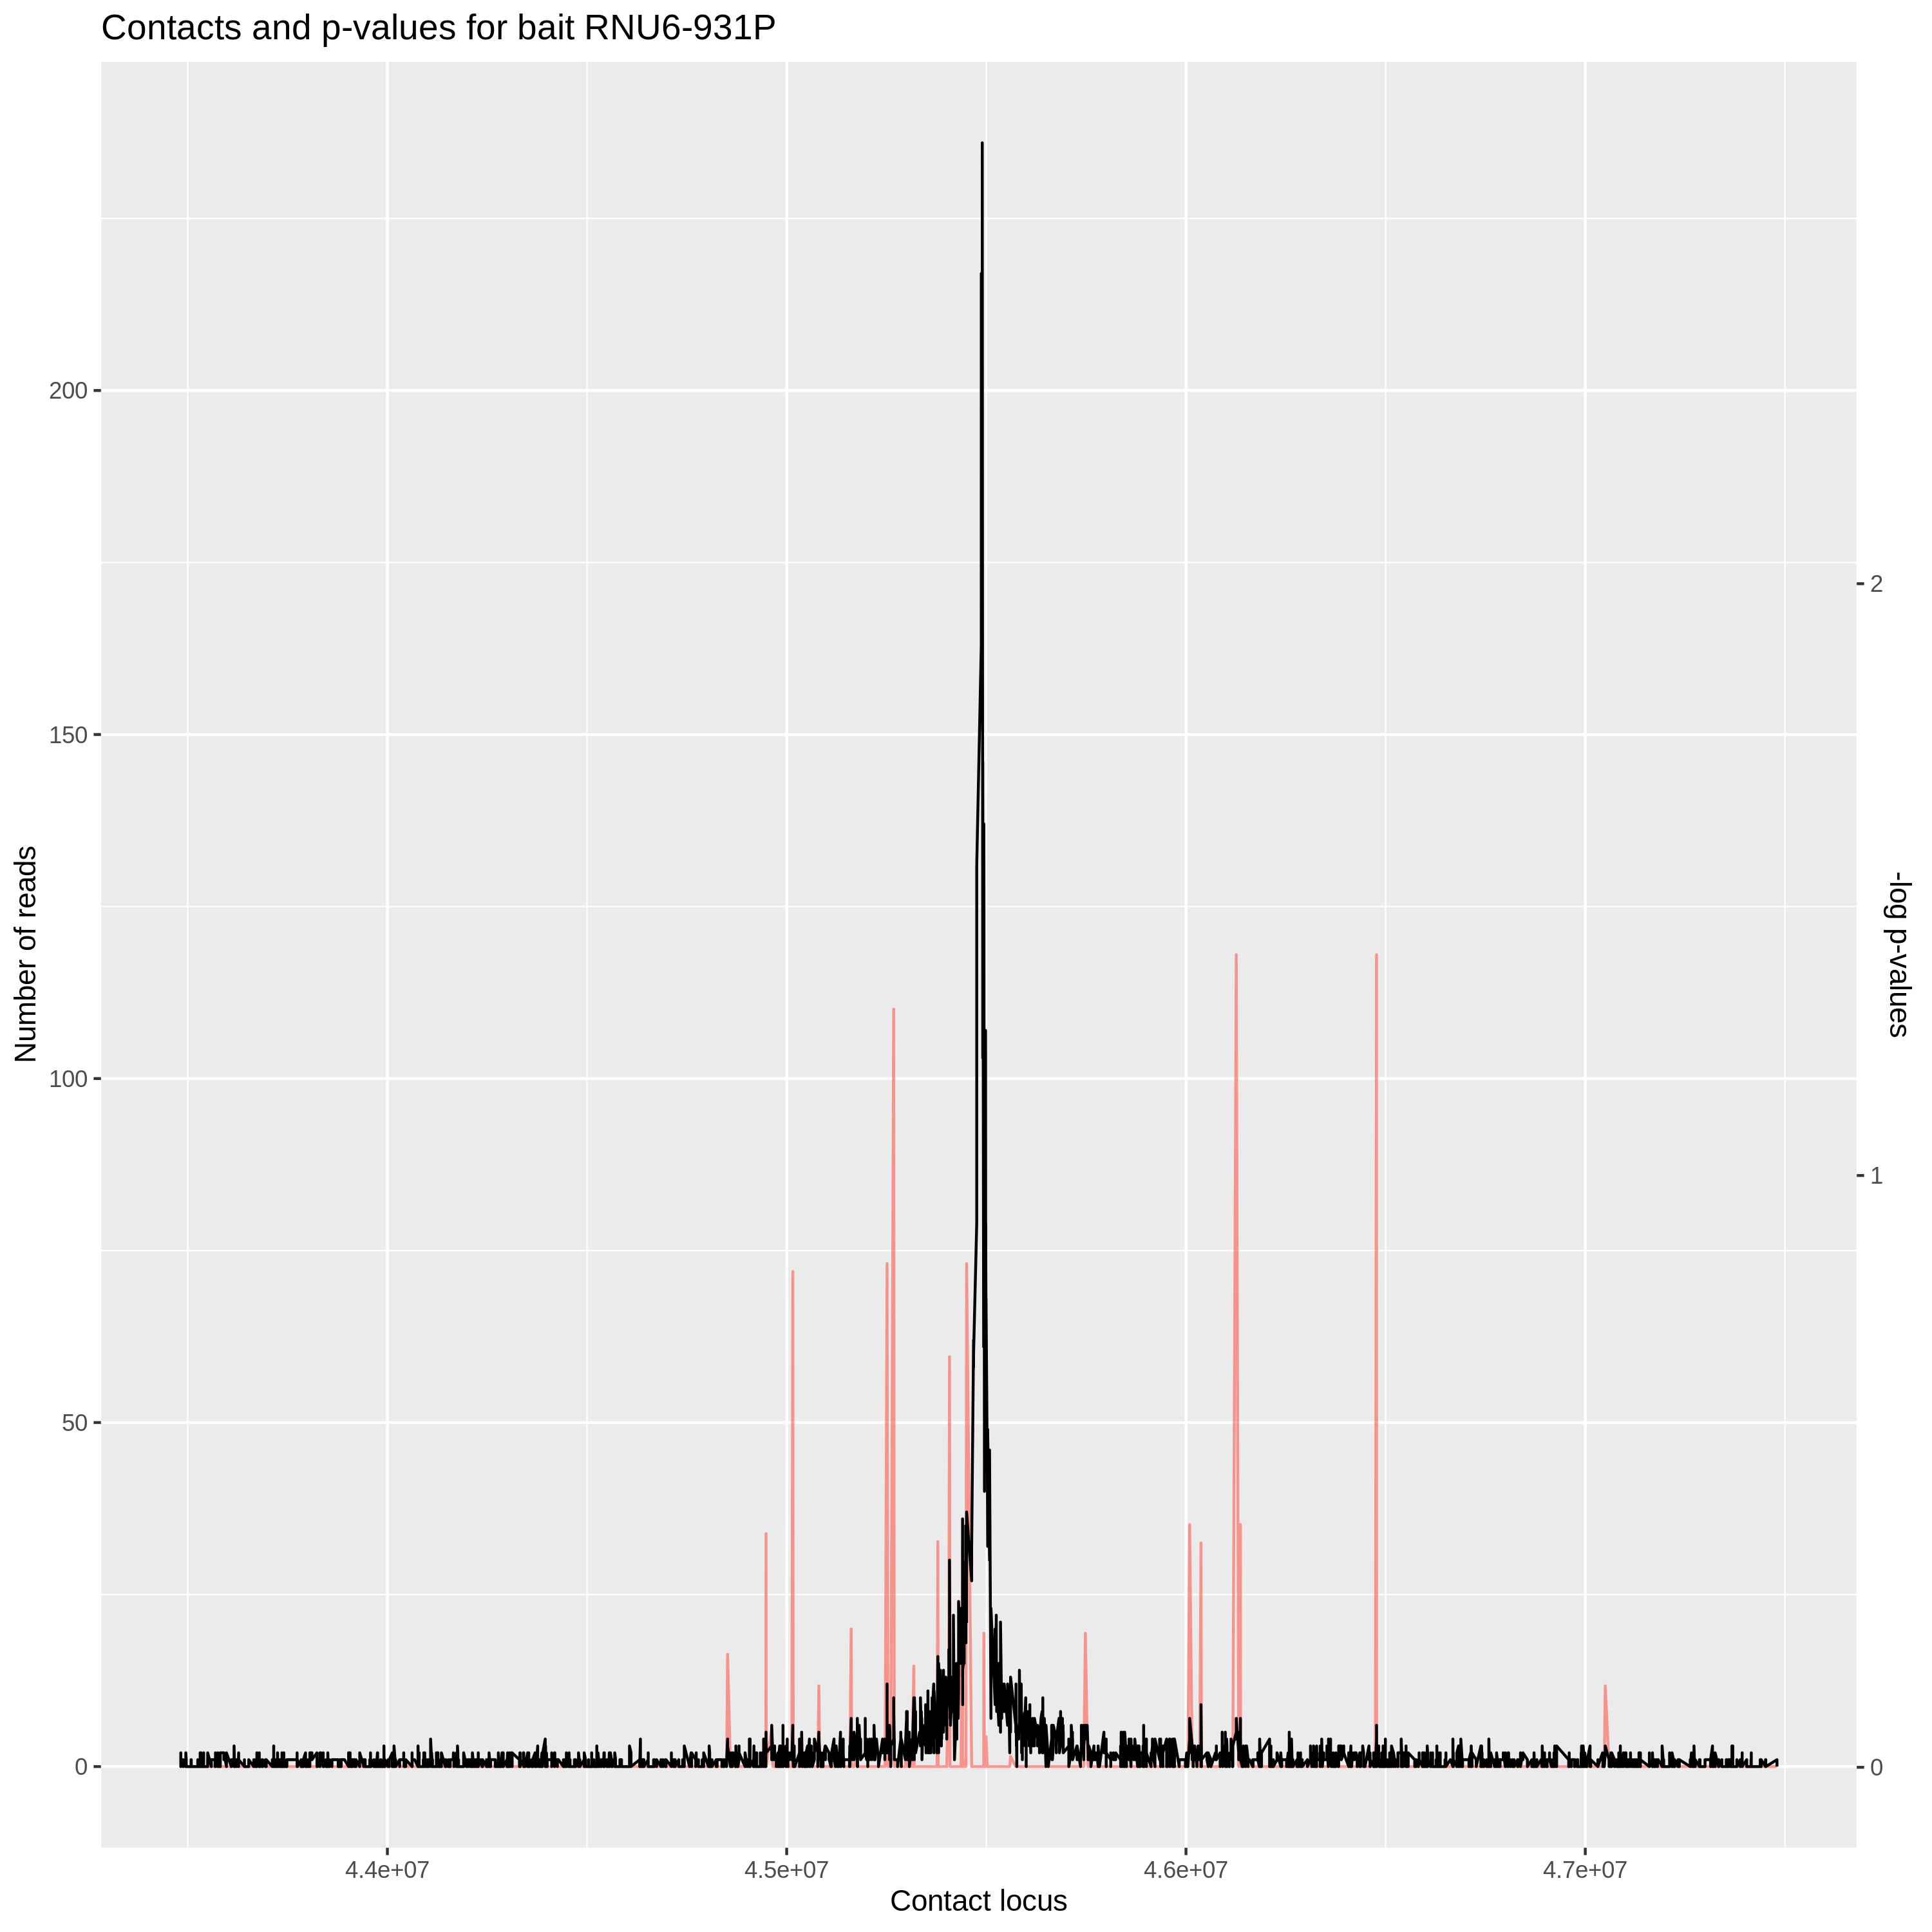 Contacts and p-values for bait RNU6-931P
Number of reads
200
150
100
50
0
2
1
0
-log p-values
4.4e+07
4.5e+07
4.6e+07
4.7e+07
Contact locus